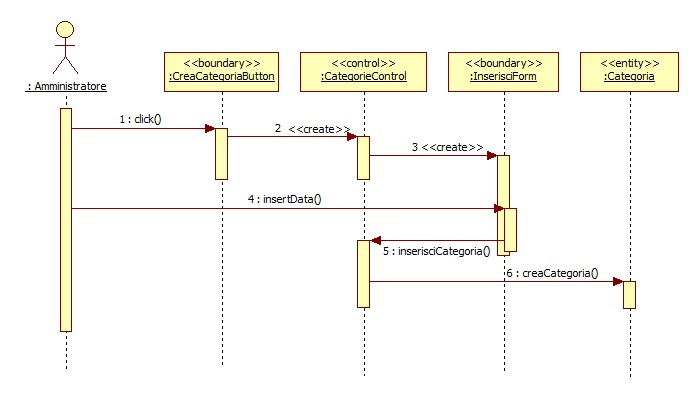 <<boundary>>
:CreaCategoriaButton
<<control>>
:CategorieControl
<<boundary>>
:InserisciForm
<<entity>>
:Categoria
: Amministratore
1 : click()
2 <<create>>
3 <<create>>
4 : insertData()
5 : inserisciCategoria()
6 : creaCategoria()